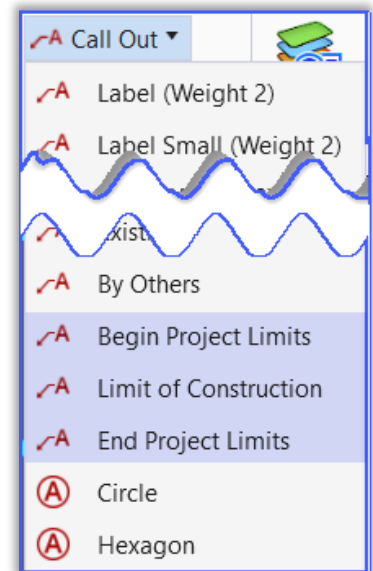 Call Out
Label (Weight 2)
Label Small (Weight 2)
By Others
Begin Project Limits
Limit of Construction
End Project Limits
Circle
Hexagon